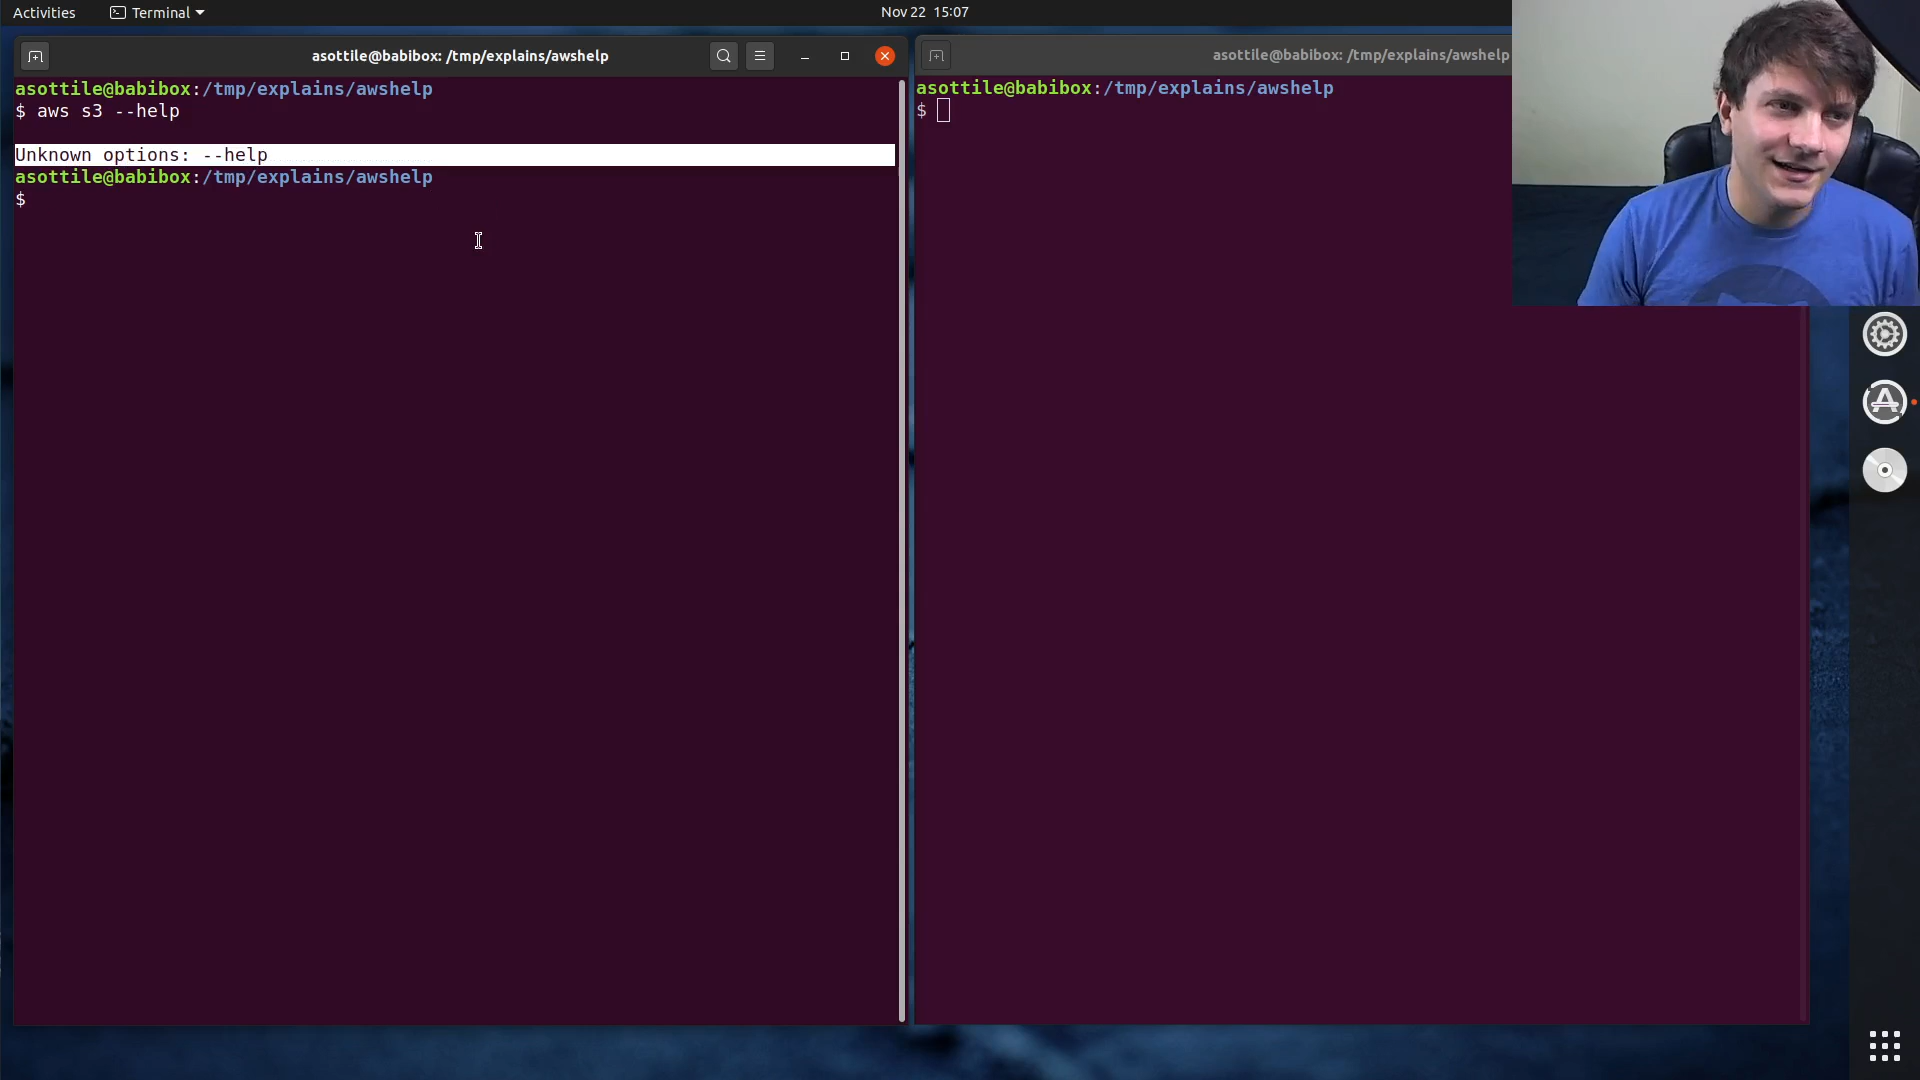 Activities Terminal Nov 22 15:07
asottile@babibox: /tmp/explains/awshelp
asottile@babibox:/tmp/explains/awshelp
$ aws s3 --help
Unknown options: --help
asottile@babibox:/tmp/explains/awshelp
$
asottile@babibox: /tmp/explains/awshelp
asottile@babibox:/tmp/explains/awshelp
$